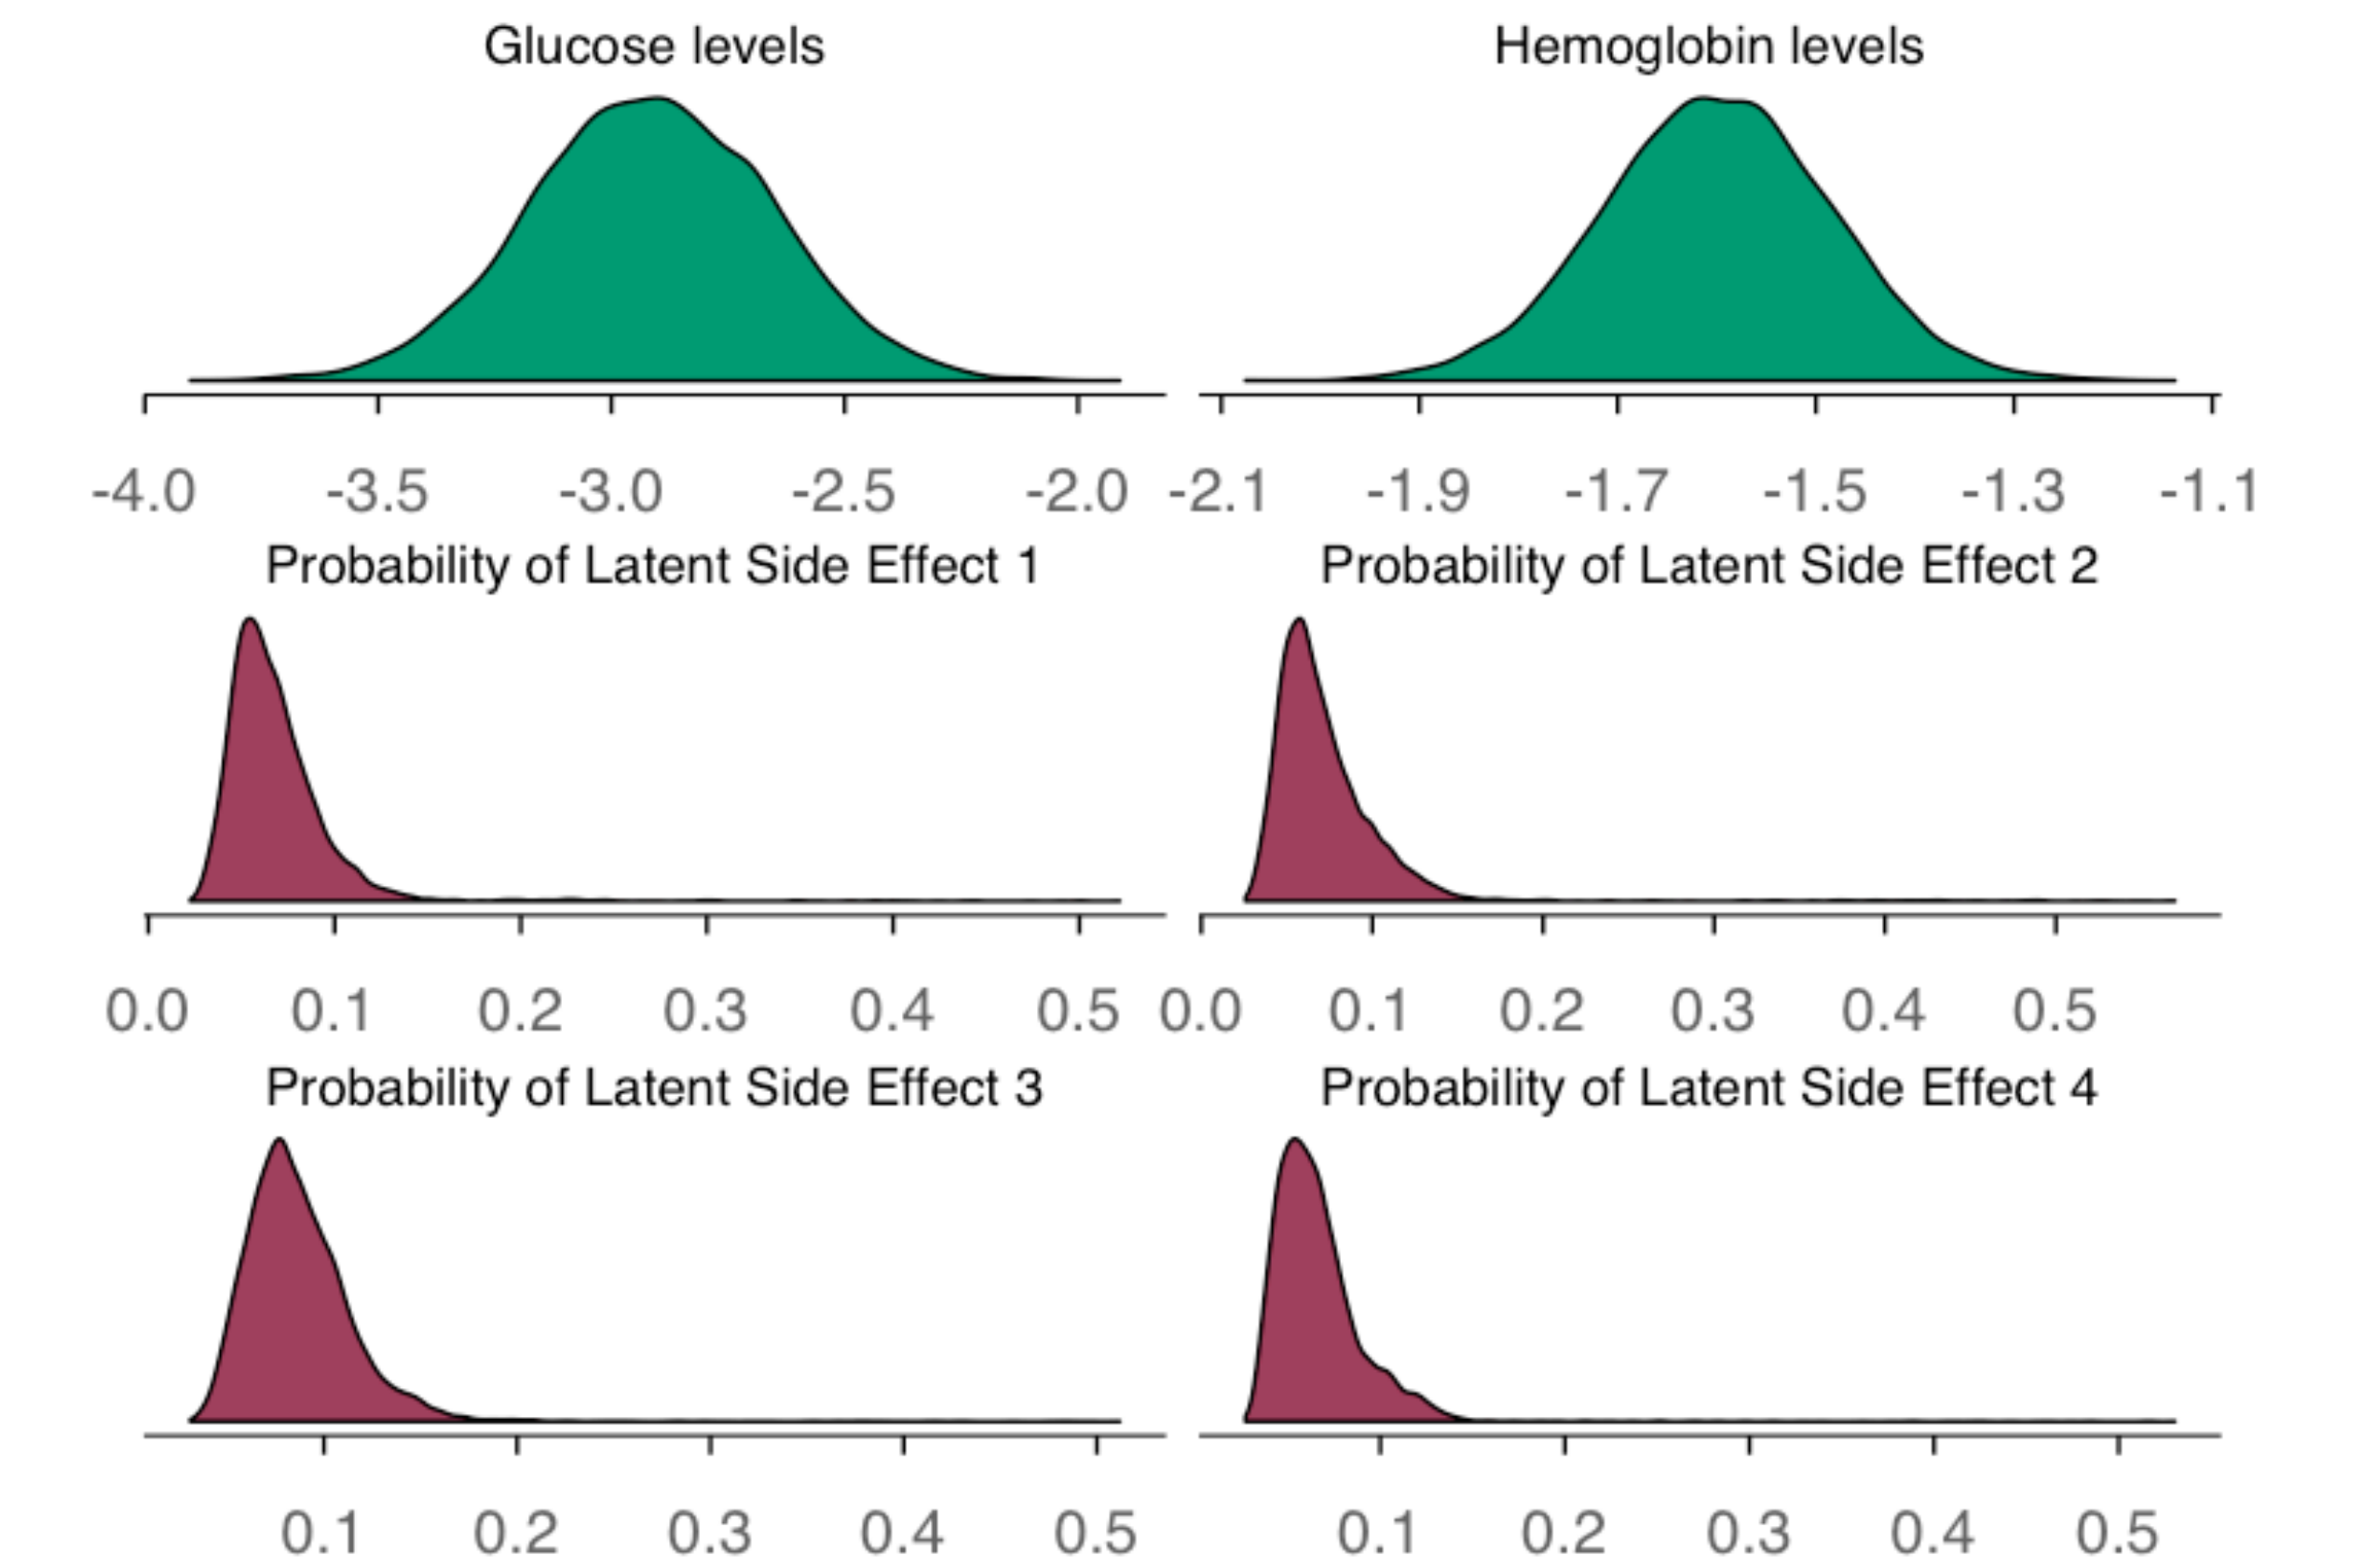 Glucose levels Hemoglobin levels
-4.0 -3.5 -3.0 -2.5 -2.0 -2.1 -1.9 -1.7 -1.5 -1.3 -1.1
Probability of Latent Side Effect 1 Probability of Latent Side Effect 2
0.0 0.1 0.2 0.3 0.4 0.5 0.0 0.1 0.2 0.3 0.4 0.5
Probability of Latent Side Effect 3 Probability of Latent Side Effect 4
0.1 0.2 0.3 0.4 0.5 0.1 0.2 0.3 0.4 0.5